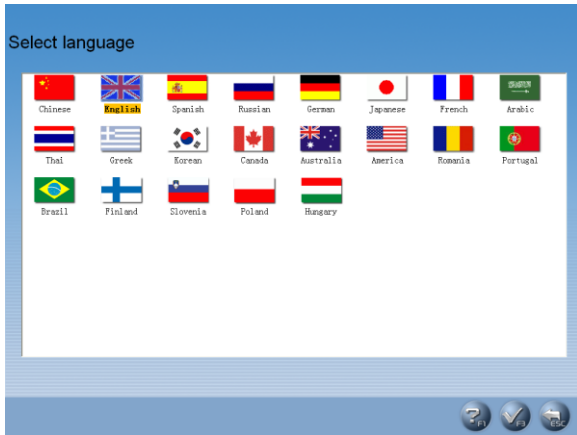 Select language
Chinese English Spanish Russian German Japanese French Arabic
Thai Greek Korean Canada Australia America Romania Portugal
Brazil Finland Slovenia Poland Hungary
? F1 F3 ESC